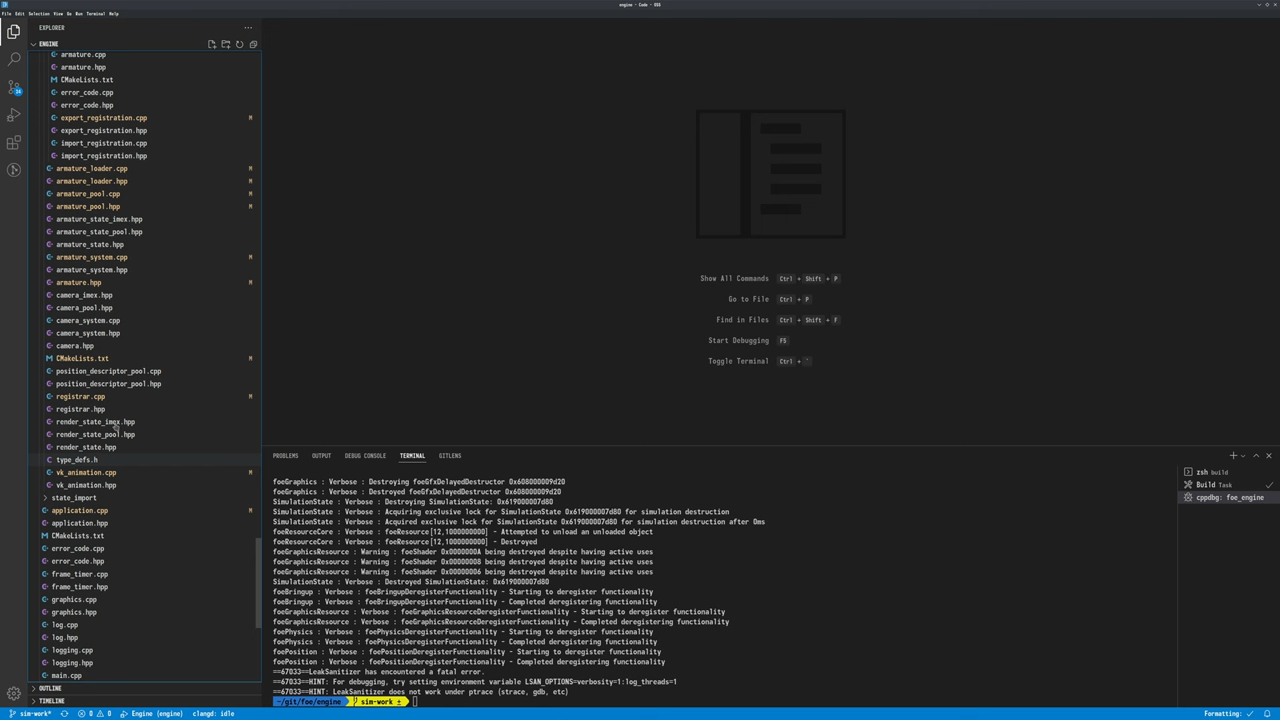 engine - Code - OSS
File Edit Selection View Go Run Terminal Help
EXPLORER
ENGINE
armature.cpp
armature.hpp
CMakeLists.txt
error_code.cpp
error_code.hpp
export_registration.cpp M
export_registration.hpp
import_registration.cpp
import_registration.hpp
armature_loader.cpp M
armature_loader.hpp M
armature_pool.cpp M
armature_pool.hpp M
armature_state_imex.hpp
armature_state_pool.hpp
armature_state.hpp
armature_system.cpp M
armature_system.hpp
armature.hpp M
camera_imex.hpp
camera_pool.hpp
camera_system.cpp
camera_system.hpp
camera.hpp
CMakeLists.txt M
position_descriptor_pool.cpp
position_descriptor_pool.hpp
registrar.cpp M
registrar.hpp
render_state_imex.hpp
render_state_pool.hpp
render_state.hpp
type_defs.h
vk_animation.cpp M
vk_animation.hpp
state_import
application.cpp M
application.hpp
CMakeLists.txt
error_code.cpp
error_code.hpp
frame_timer.cpp
frame_timer.hpp
graphics.cpp
graphics.hpp
log.cpp
log.hpp
logging.cpp
logging.hpp
main.cpp
OUTLINE
TIMELINE
Show All Commands Ctrl + Shift + P
Go to File Ctrl + P
Find in Files Ctrl + Shift + F
Start Debugging F5
Toggle Terminal Ctrl + `
PROBLEMS OUTPUT DEBUG CONSOLE TERMINAL GITLENS
foeGraphics : Verbose : Destroying foeGfxDelayedDestructor 0x608000009d20
foeGraphics : Verbose : Destroyed foeGfxDelayedDestructor 0x608000009d20
SimulationState : Verbose : Destroying SimulationState: 0x619000007d80
SimulationState : Verbose : Acquiring exclusive lock for SimulationState 0x619000007d80 for simulation destruction
SimulationState : Verbose : Acquired exclusive lock for SimulationState 0x619000007d80 for simulation destruction after 0ms
foeResourceCore : Verbose : foeResource[12,1000000000] - Attempted to unload an unloaded object
foeResourceCore : Verbose : foeResource[12,1000000000] - Destroyed
foeGraphicsResource : Warning : foeShader 0x0000000A being destroyed despite having active uses
foeGraphicsResource : Warning : foeShader 0x00000008 being destroyed despite having active uses
foeGraphicsResource : Warning : foeShader 0x00000006 being destroyed despite having active uses
SimulationState : Verbose : Destroyed SimulationState: 0x619000007d80
foeBringup : Verbose : foeBringupDeregisterFunctionality - Starting to deregister functionality
foeBringup : Verbose : foeBringupDeregisterFunctionality - Completed deregistering functionality
foeGraphicsResource : Verbose : foeGraphicsResourceDeregisterFunctionality - Starting to deregister functionality
foeGraphicsResource : Verbose : foeGraphicsResourceDeregisterFunctionality - Completed deregistering functionality
foePhysics : Verbose : foePhysicsDeregisterFunctionality - Starting to deregister functionality
foePhysics : Verbose : foePhysicsDeregisterFunctionality - Completed deregistering functionality
foePosition : Verbose : foePositionDeregisterFunctionality - Starting to deregister functionality
foePosition : Verbose : foePositionDeregisterFunctionality - Completed deregistering functionality
==67033==LeakSanitizer has encountered a fatal error.
==67033==HINT: For debugging, try setting environment variable LSAN_OPTIONS=verbosity=1:log_threads=1
==67033==HINT: LeakSanitizer does not work under ptrace (strace, gdb, etc)
~/git/foe/engine sim-work ±
zsh build
Build Task
cppdbg: foe_engine
sim-work* 0 0 Engine (engine) clangd: idle Formatting: ✓